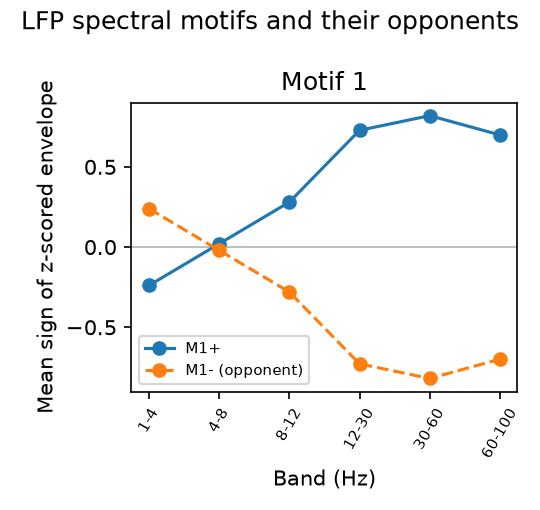 LFP spectral motifs and their opponents
Motif 1
Mean sign of z-scored envelope
0.5
0.0
−0.5
M1+
M1- (opponent)
1-4
4-8
8-12
12-30
30-60
60-100
Band (Hz)